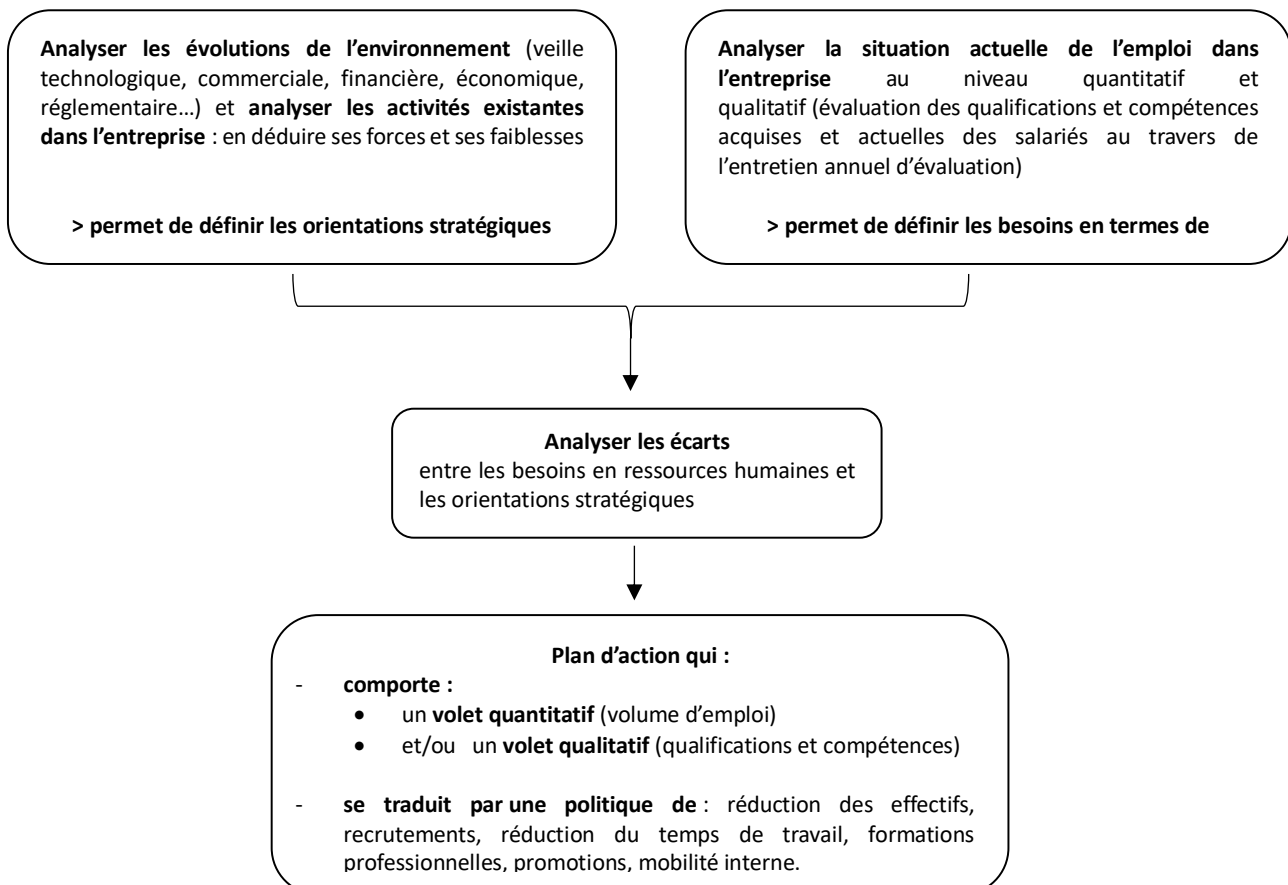 Analyser les évolutions de l’environnement (veille
technologique, commerciale, financière, économique,
réglementaire…) et analyser les activités existantes
dans l’entreprise : en déduire ses forces et ses faiblesses
> permet de définir les orientations stratégiques
Analyser la situation actuelle de l’emploi dans
l’entreprise au niveau quantitatif et
qualitatif (évaluation des qualifications et compétences
acquises et actuelles des salariés au travers de
l’entretien annuel d’évaluation)
> permet de définir les besoins en termes de
Analyser les écarts
entre les besoins en ressources humaines et
les orientations stratégiques
Plan d’action qui :
- comporte :
• un volet quantitatif (volume d’emploi)
• et/ou un volet qualitatif (qualifications et compétences)
- se traduit par une politique de : réduction des effectifs,
recrutements, réduction du temps de travail, formations
professionnelles, promotions, mobilité interne.